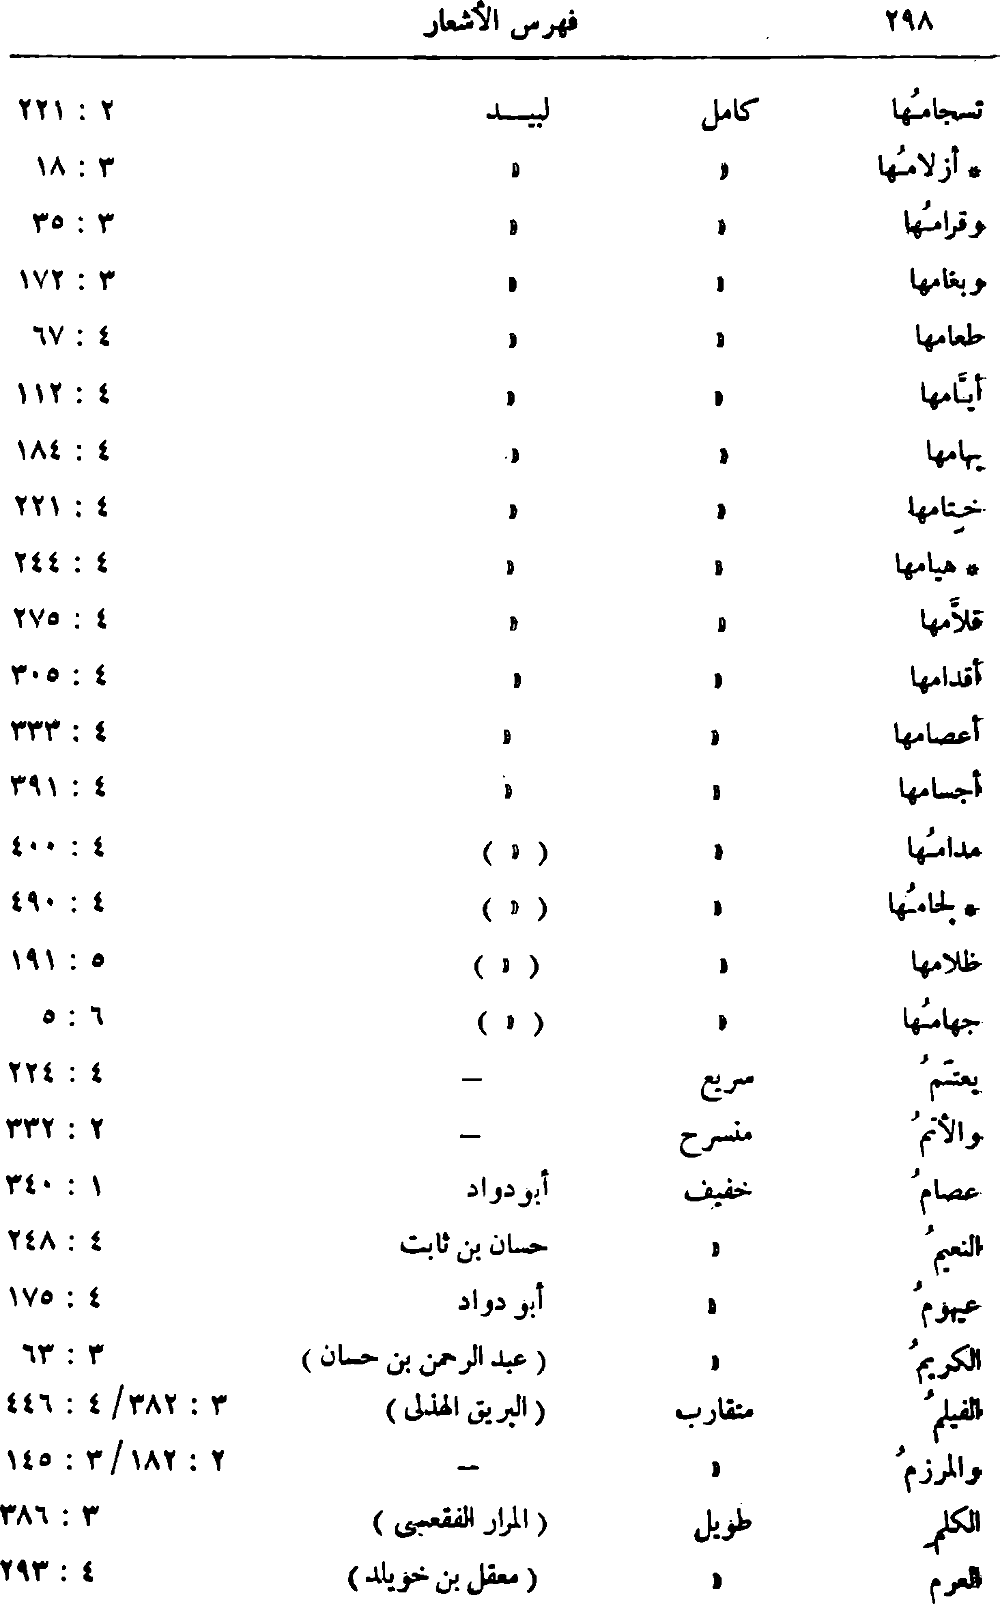 ٢٩٨ فهرس الأشعار
تسجامُها كامل لبيـــد ٢ : ٢٢١
* أزلامُها » » ٣ : ١٨
وقرامُها » » ٣ : ٣٥
وبغامها » » ٣ : ١٧٢
طعامها » » ٤ : ٦٧
أيتَّامها » » ٤ : ١١٢
بهامها » » ٤ : ١٨٤
خِتامها » » ٤ : ٢٢١
* هيامها » » ٤ : ٢٤٤
قلاَّمها » » ٤ : ٢٧٥
أقدامها » » ٤ : ٣٠٥
أعصامها » » ٤ : ٣٣٣
أجسامها » » ٤ : ٣٩١
مدامُها » ( » ) ٤ : ٤٠٠
* لجامُها » ( » ) ٤ : ٤٩٠
ظلامها » ( » ) ٥ : ١٩١
جهامُها » ( » ) ٦ : ٥
يعتَمُ سريع — ٤ : ٢٢٤
والأتمُ منسرح — ٢ : ٣٣٢
عصامُ خفيف أبو دواد ١ : ٣٤٠
النعيمُ » حسان بن ثابت ٤ : ٢٤٨
عيهومُ » أبو دواد ٤ : ١٧٥
الكريمُ » ( عبد الرحمن بن حسان ) ٣ : ٦٣
الفيلمُ متقارب ( البريق الهذلى ) ٣ : ٣٨٢/ ٤ : ٤٤٦
والمرزمُ » — ٢ : ١٨٢/ ٣ : ١٤٥
الكلمِ طويل ( المرار الفقعسى ) ٣ : ٣٨٦
العرم » ( معقل بن خويلد ) ٤ : ٢٩٣